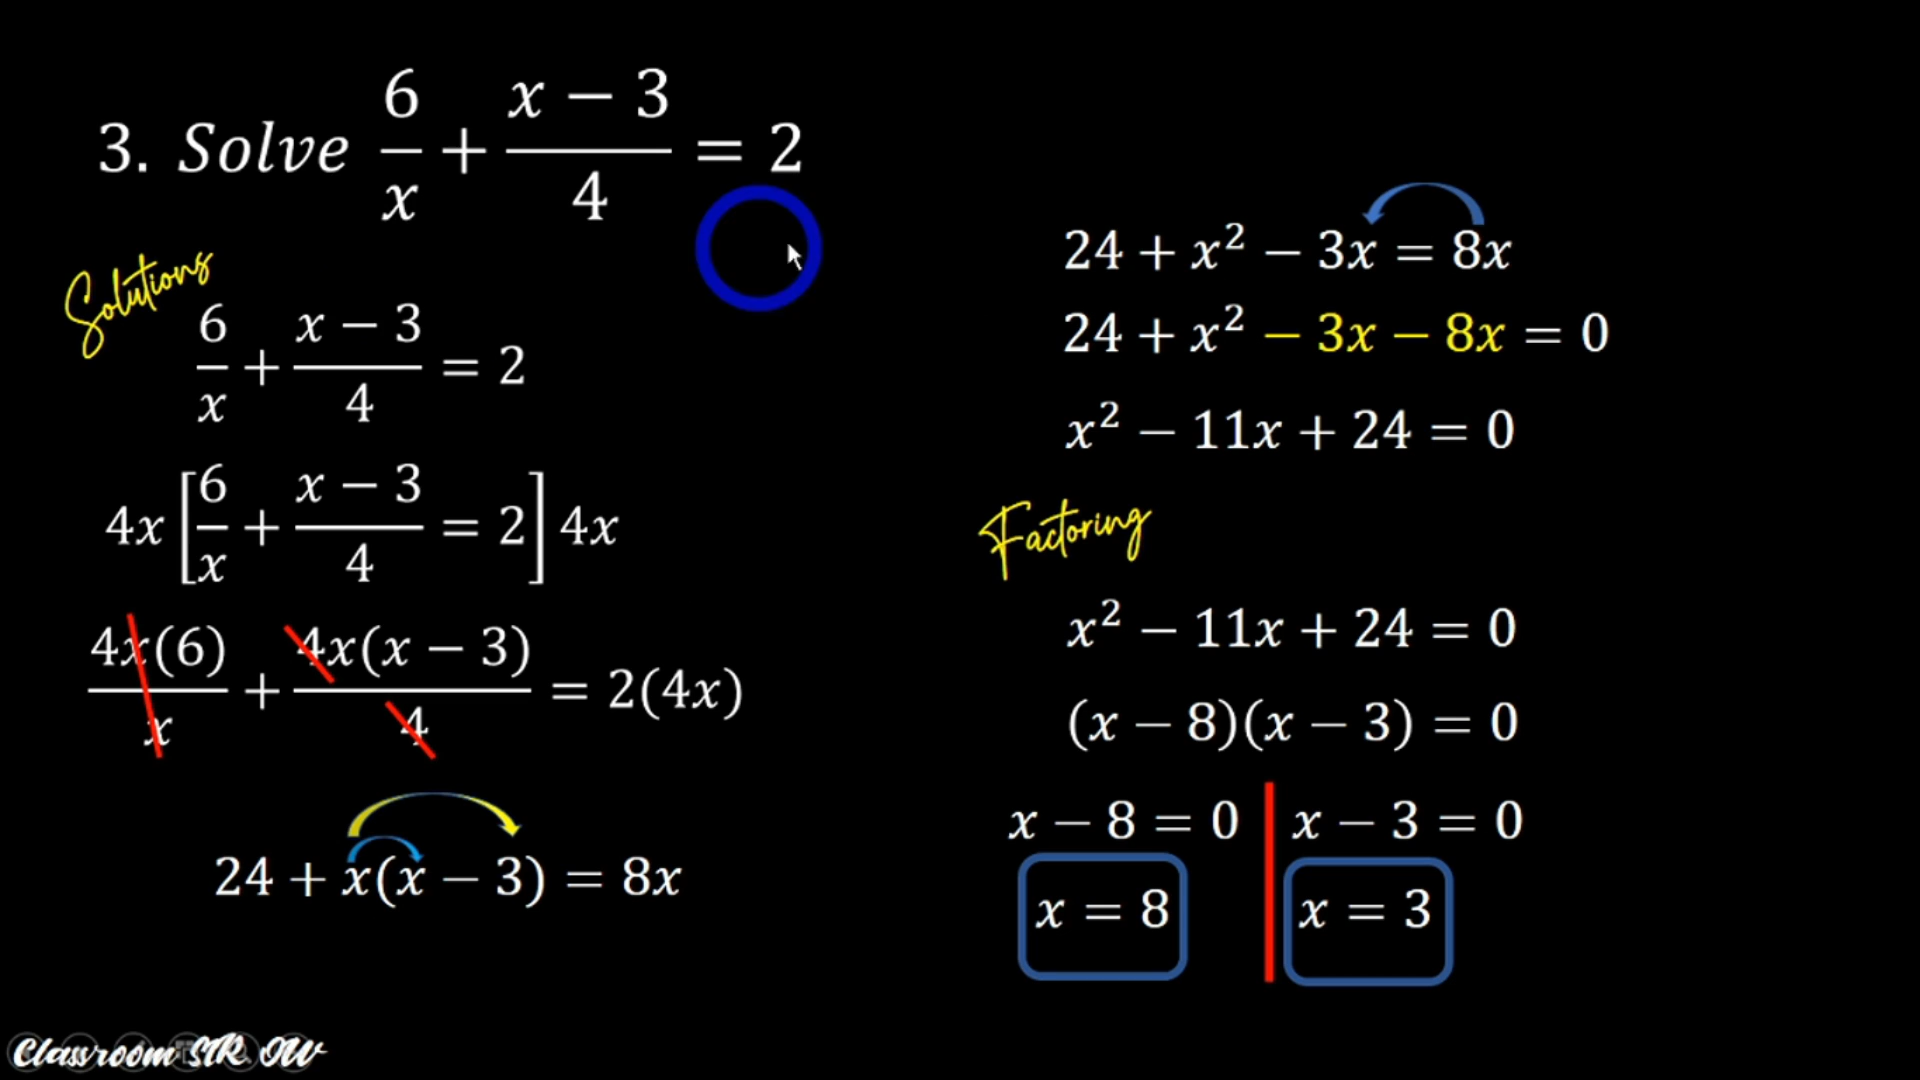 3. Solve 6/x + (x − 3)/4 = 2
Solutions
6/x + (x − 3)/4 = 2
4x [6/x + (x − 3)/4 = 2] 4x
4x(6)/x + 4x(x − 3)/4 = 2(4x)
24 + x(x − 3) = 8x
24 + x² − 3x = 8x
24 + x² − 3x − 8x = 0
x² − 11x + 24 = 0
Factoring
x² − 11x + 24 = 0
(x − 8)(x − 3) = 0
x − 8 = 0 x − 3 = 0
x = 8 x = 3
Classroom SIR OW